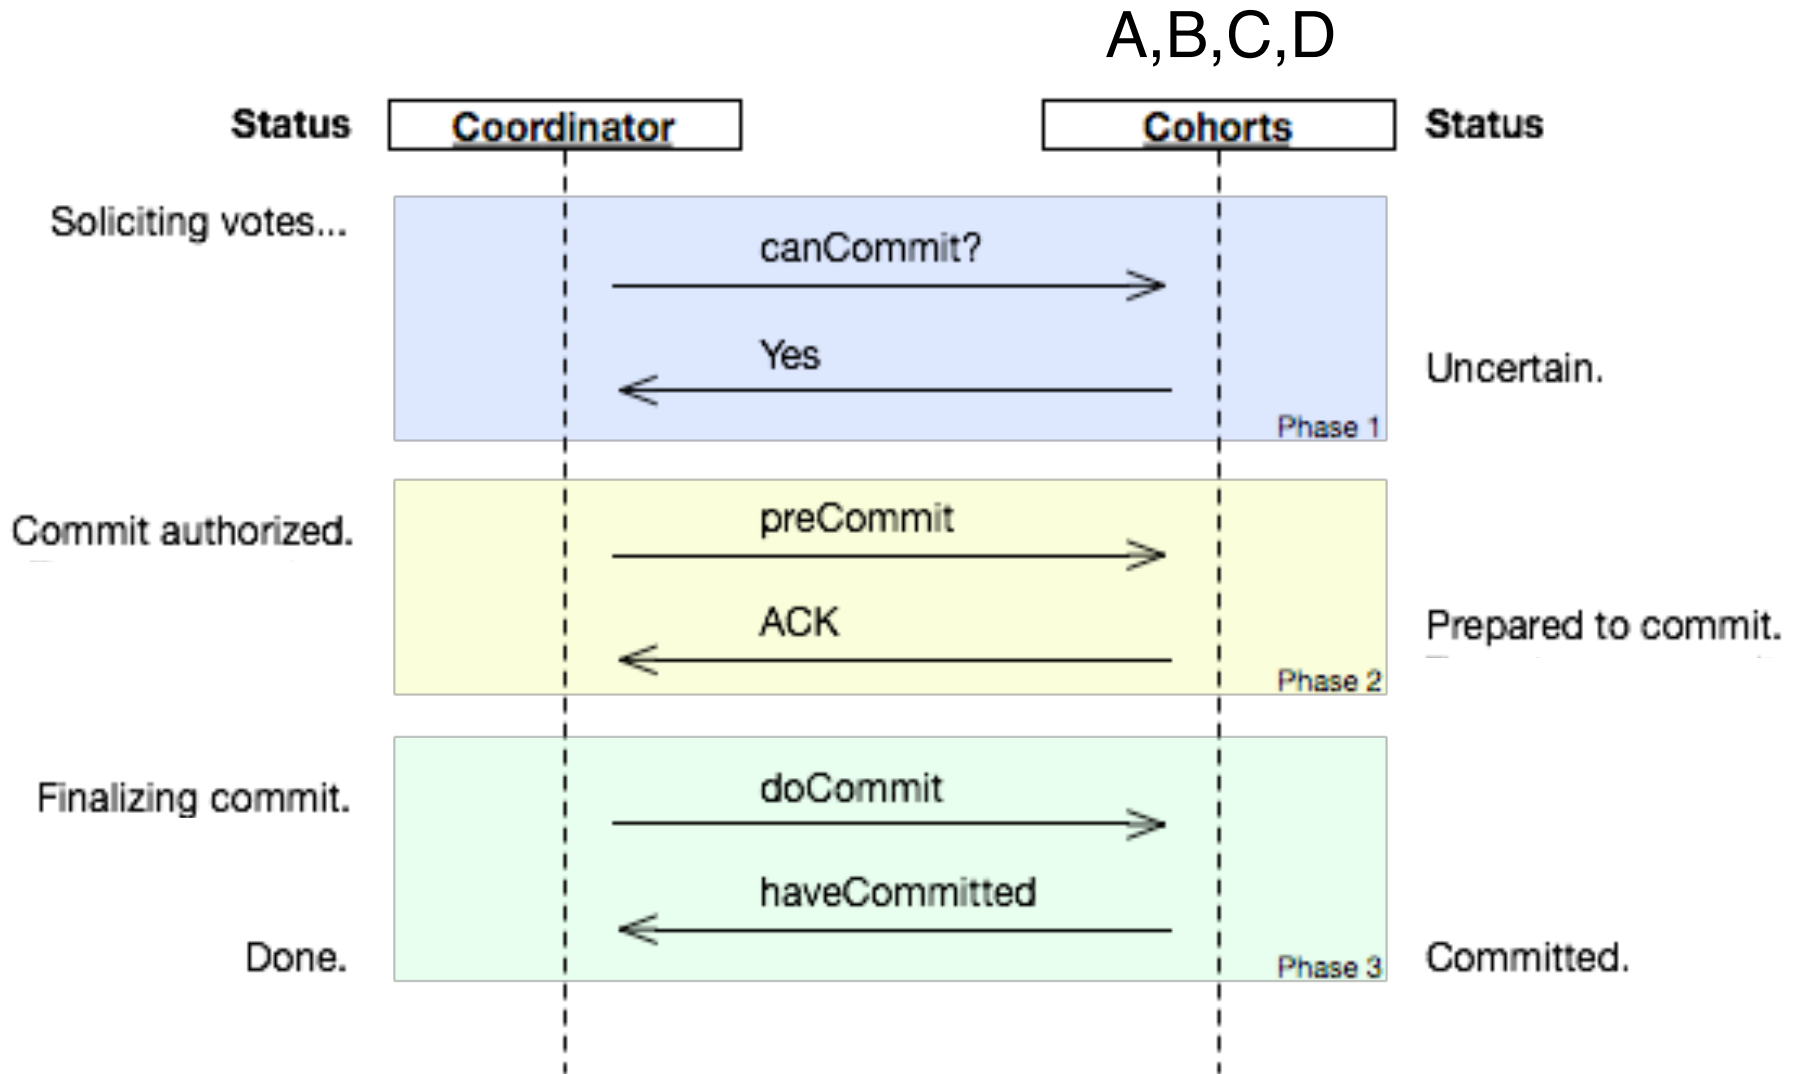 A,B,C,D
Status Coordinator Cohorts Status
Soliciting votes...
canCommit?
Yes
Uncertain.
Phase 1
preCommit
Commit authorized.
ACK
Prepared to commit.
Phase 2
doCommit
Finalizing commit.
haveCommitted
Done.
Committed.
Phase 3